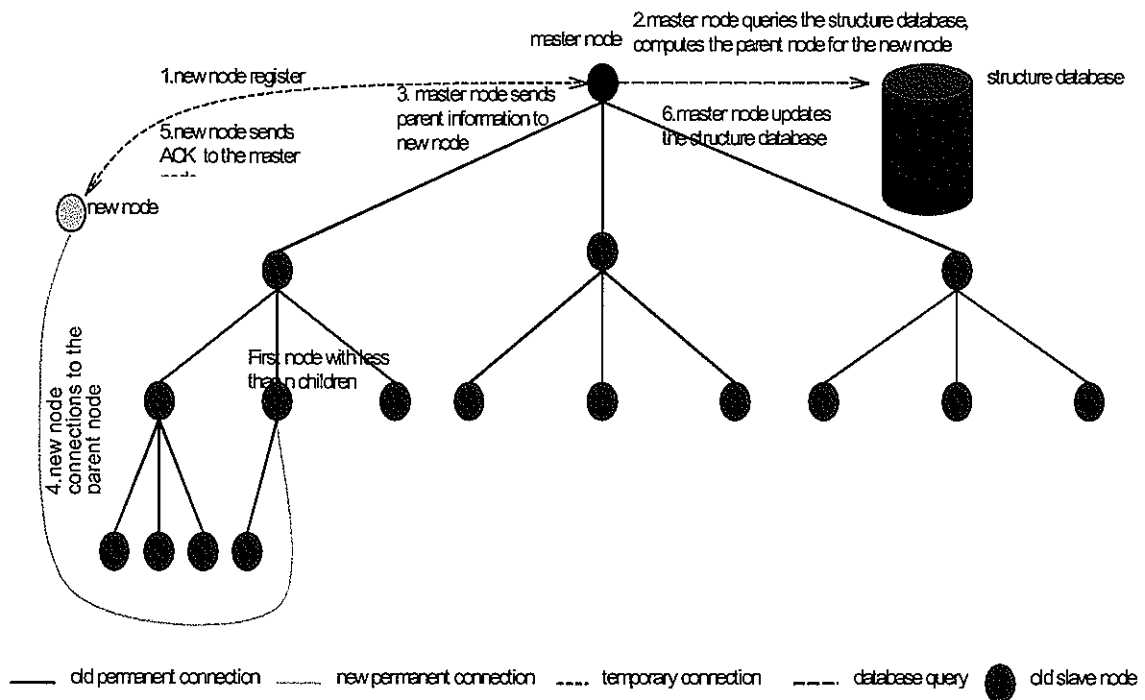 2.master node queries the structure database,
master node
computes the parent node for the new node
1.new node register
structure database
3. master node sends
parent information to
new node
6.master node updates
the structure database
5.new node sends
ACK to the master
new node
First node with less
than n children
4.new node
connections to the
parent node
old permanent connection
new permanent connection
temporary connection
database query
old slave node